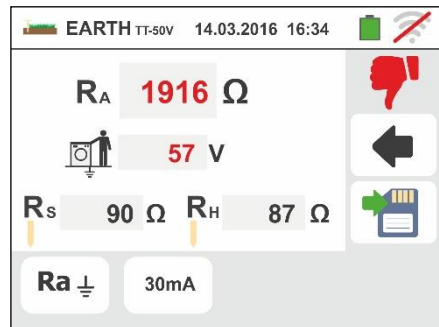 EARTH TT-50V 14.03.2016 16:34
RA 1916 Ω
57 V
RS 90 Ω RH 87 Ω
Ra 30mA